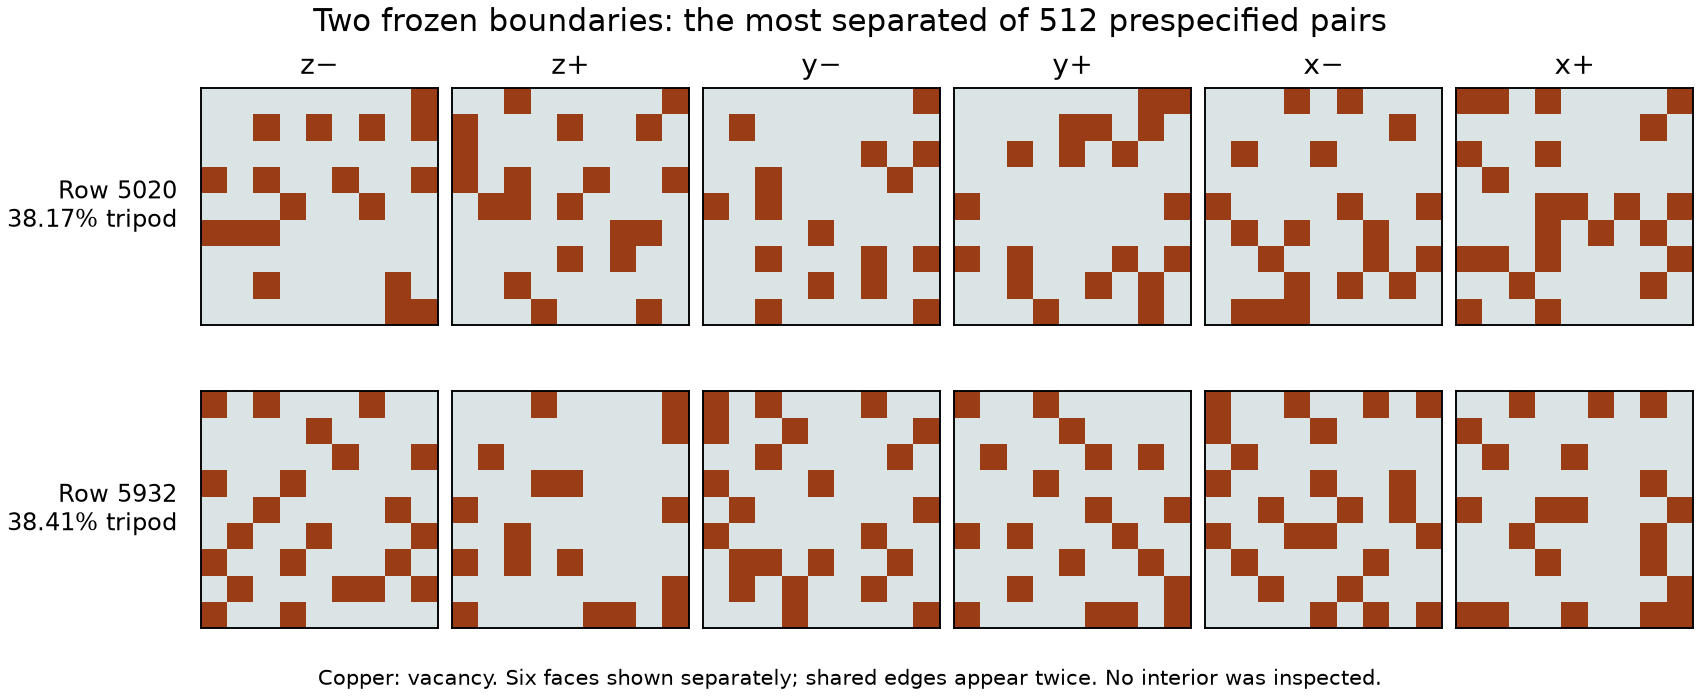 Two frozen boundaries: the most separated of 512 prespecified pairs
z− z+ y− y+ x− x+
Row 5020
38.17% tripod
Row 5932
38.41% tripod
Copper: vacancy. Six faces shown separately; shared edges appear twice. No interior was inspected.